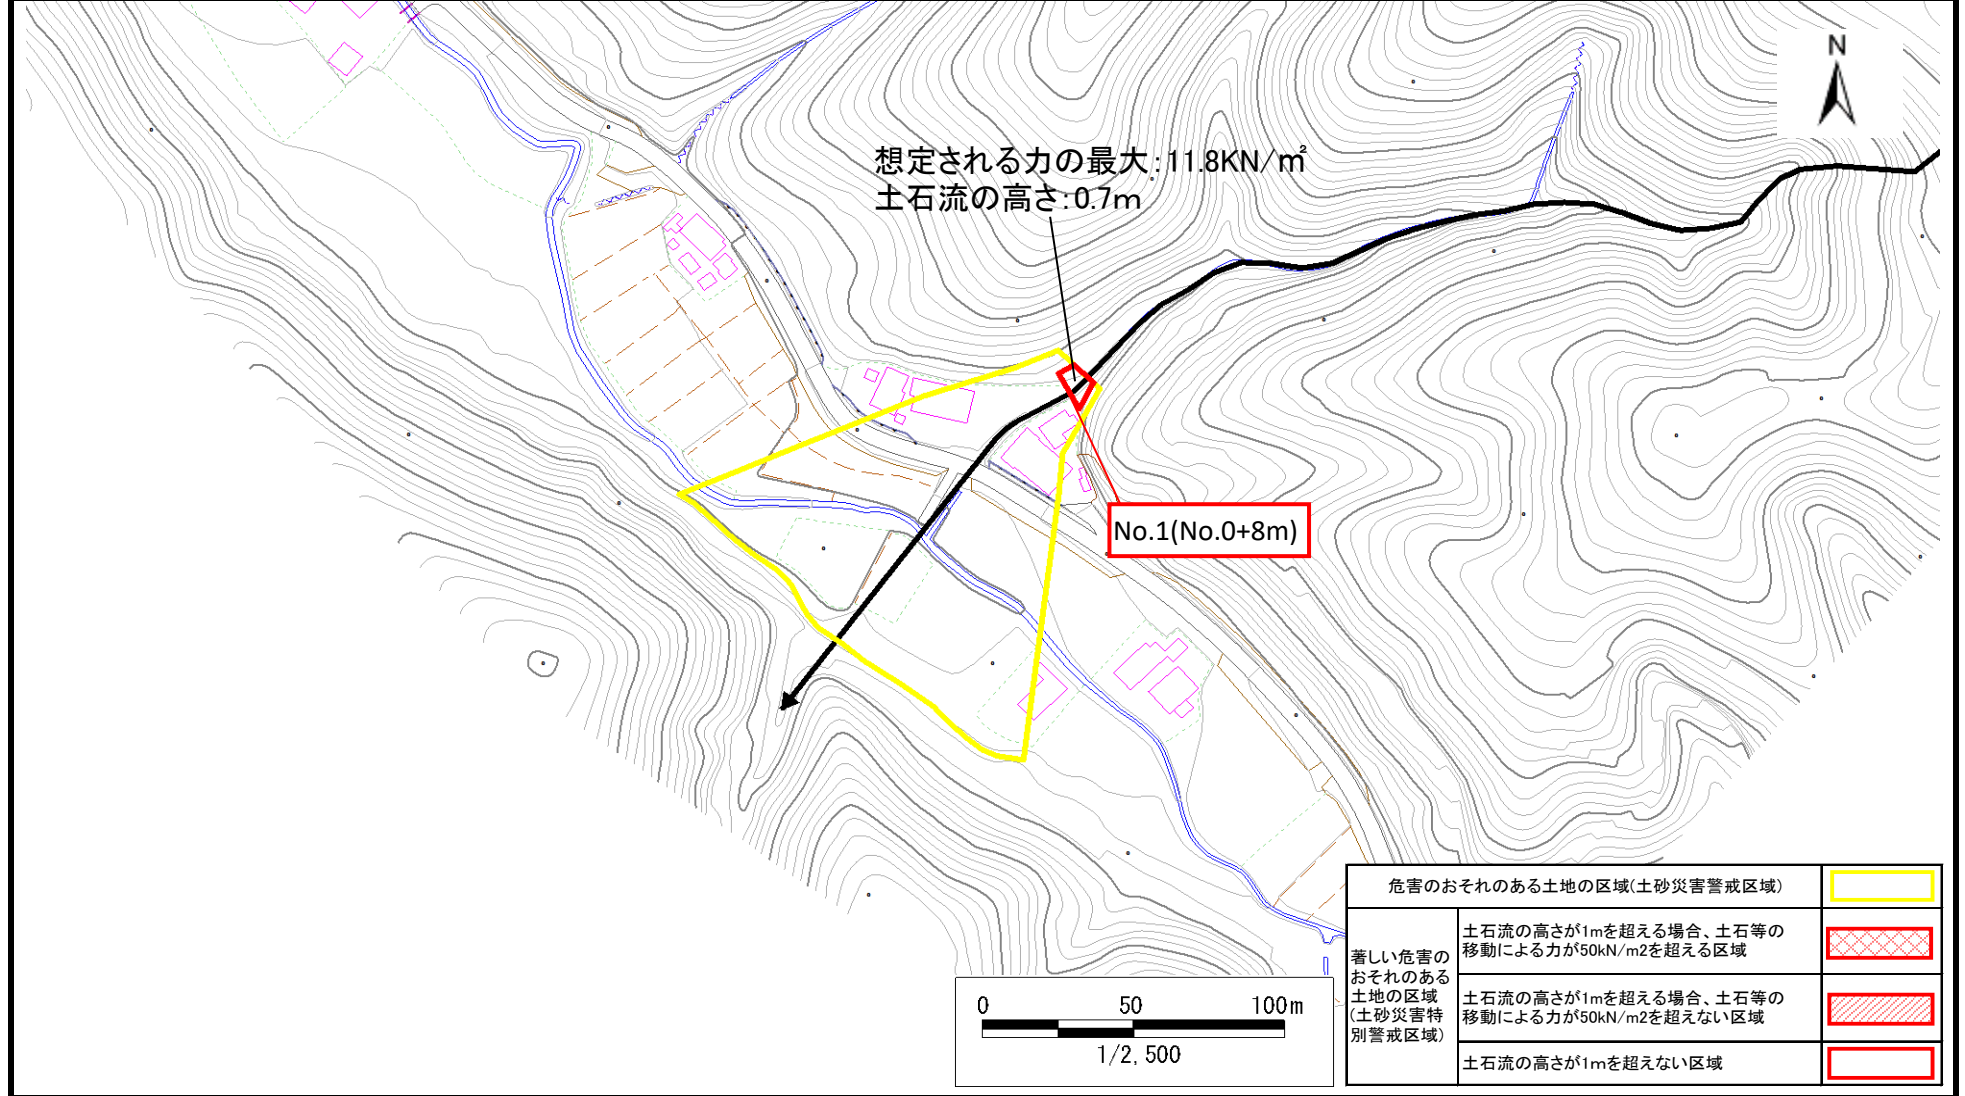 N
想定される力の最大:11.8KN/㎡
土石流の高さ:0.7m
No.1(No.0+8m)
危害のおそれのある土地の区域(土砂災害警戒区域)
著しい危害の
おそれのある
土地の区域
(土砂災害特
別警戒区域)
土石流の高さが1mを超える場合、土石等の
移動による力が50kN/m2を超える区域
土石流の高さが1mを超える場合、土石等の
移動による力が50kN/m2を超えない区域
土石流の高さが1mを超えない区域
0 50 100m
1/2,500